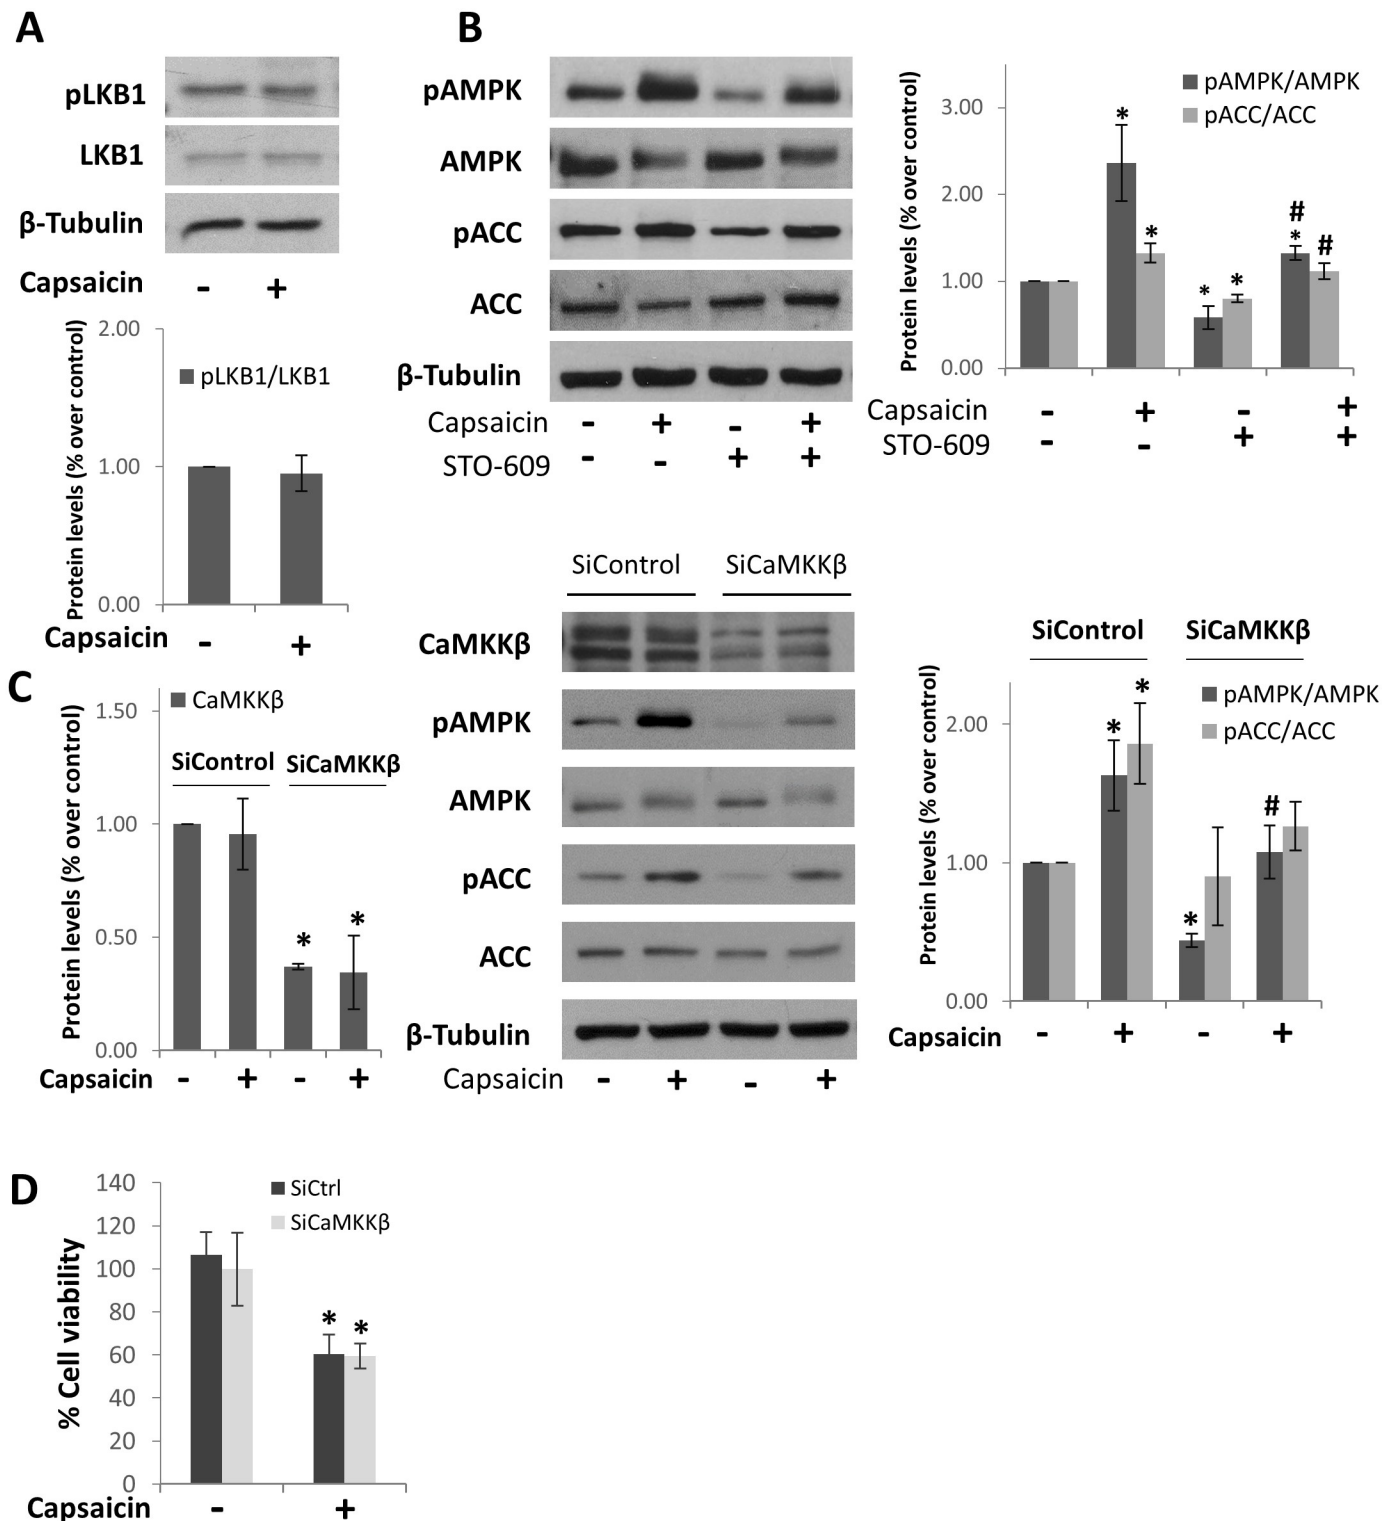 A
pLKB1
LKB1
β-Tubulin
Capsaicin - +
Protein levels (% over control)
2.00
1.00
0.00
pLKB1/LKB1
Capsaicin - +
B
pAMPK
AMPK
pACC
ACC
β-Tubulin
Capsaicin - + - +
STO-609 - - + +
Protein levels (% over control)
3.00
2.00
1.00
0.00
pAMPK/AMPK
pACC/ACC
* * * * # * #
Capsaicin - + - +
STO-609 - - + +
C
Protein levels (% over control)
1.50
1.00
0.50
0.00
CaMKKβ
SiControl SiCaMKKβ
* *
Capsaicin - + - +
SiControl SiCaMKKβ
CaMKKβ
pAMPK
AMPK
pACC
ACC
β-Tubulin
Capsaicin - + - +
SiControl SiCaMKKβ
Protein levels (% over control)
2.00
1.00
0.00
pAMPK/AMPK
pACC/ACC
* * * #
Capsaicin - + - +
D
% Cell viability
140
120
100
80
60
40
20
0
SiCtrl
SiCaMKKβ
* *
Capsaicin - +